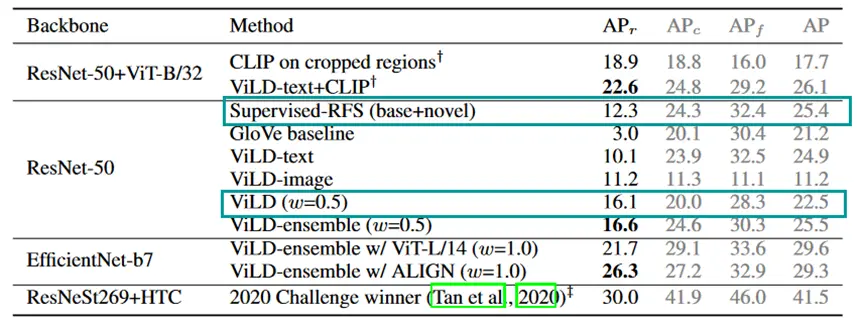 Backbone Method APr APc APf AP
ResNet-50+ViT-B/32
CLIP on cropped regions† 18.9 18.8 16.0 17.7
ViLD-text+CLIP† 22.6 24.8 29.2 26.1
ResNet-50
Supervised-RFS (base+novel) 12.3 24.3 32.4 25.4
GloVe baseline 3.0 20.1 30.4 21.2
ViLD-text 10.1 23.9 32.5 24.9
ViLD-image 11.2 11.3 11.1 11.2
ViLD (w=0.5) 16.1 20.0 28.3 22.5
ViLD-ensemble (w=0.5) 16.6 24.6 30.3 25.5
EfficientNet-b7
ViLD-ensemble w/ ViT-L/14 (w=1.0) 21.7 29.1 33.6 29.6
ViLD-ensemble w/ ALIGN (w=1.0) 26.3 27.2 32.9 29.3
ResNeSt269+HTC 2020 Challenge winner (Tan et al., 2020)‡ 30.0 41.9 46.0 41.5